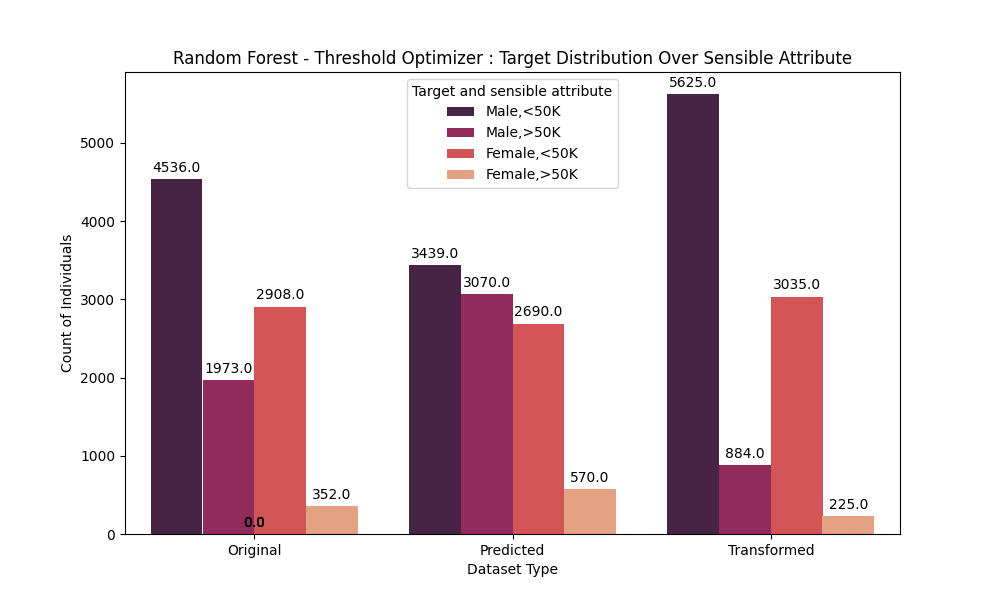 Random Forest - Threshold Optimizer : Target Distribution Over Sensible Attribute
Target and sensible attribute
Male,<50K
Male,>50K
Female,<50K
Female,>50K
Count of Individuals
5000
4000
3000
2000
1000
0
4536.0
1973.0
2908.0
352.0
0.0
3439.0
3070.0
2690.0
570.0
5625.0
884.0
3035.0
225.0
Original
Predicted
Transformed
Dataset Type